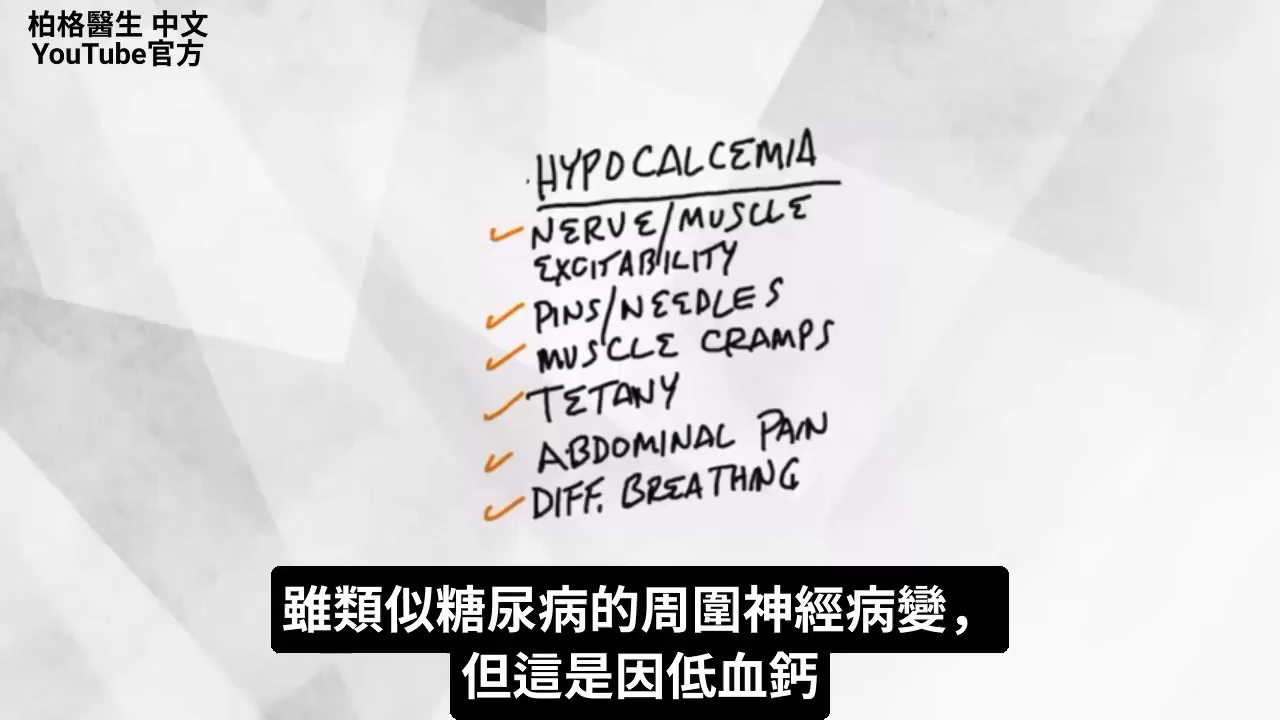 柏格醫生 中文
YouTube官方
HYPOCALCEMIA
NERVE/MUSCLE
EXCITABILITY
PINS/NEEDLES
MUSCLE CRAMPS
TETANY
ABDOMINAL PAIN
DIFF. BREATHING
雖類似糖尿病的周圍神經病變，
但這是因低血鈣